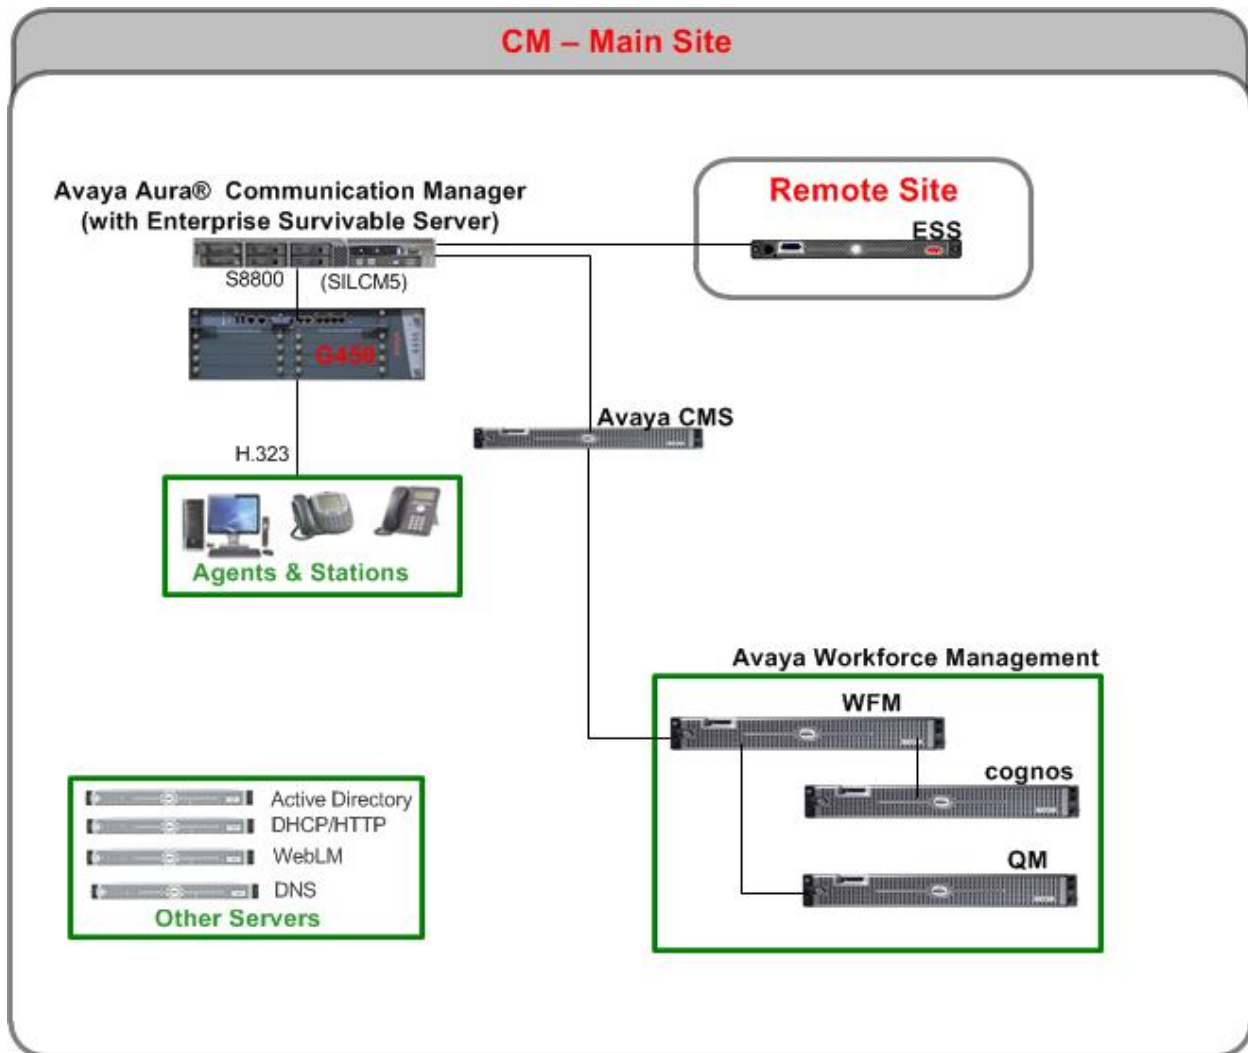 CM – Main Site
Avaya Aura® Communication Manager
(with Enterprise Survivable Server)
S8800
(SILCM5)
Remote Site
ESS
G450
H.323
Agents & Stations
Avaya CMS
Avaya Workforce Management
WFM
cognos
QM
Active Directory
DHCP/HTTP
WebLM
DNS
Other Servers